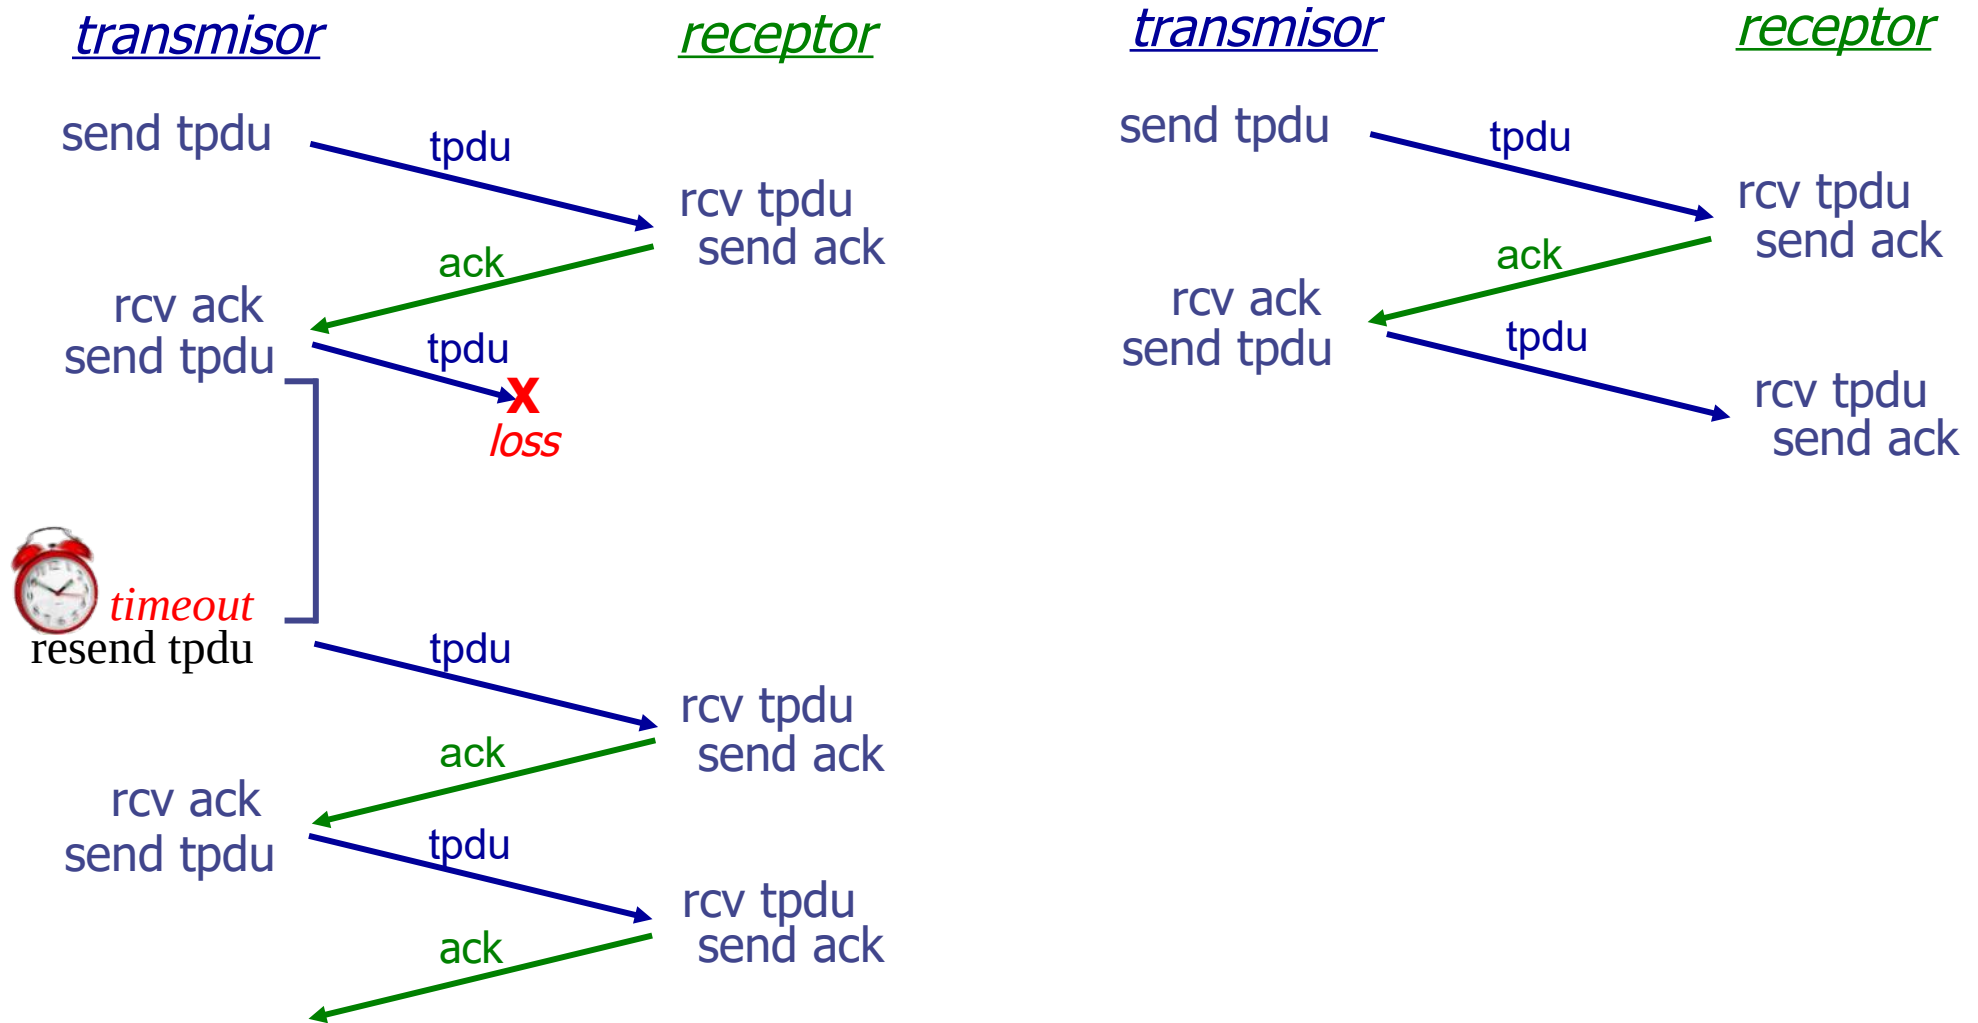 transmisor
receptor
send tpdu
tpdu
rcv tpdu
send ack
ack
rcv ack
send tpdu
tpdu
X
loss
timeout
resend tpdu
tpdu
rcv tpdu
send ack
ack
rcv ack
send tpdu
tpdu
rcv tpdu
send ack
ack
transmisor
receptor
send tpdu
tpdu
rcv tpdu
send ack
ack
rcv ack
send tpdu
tpdu
rcv tpdu
send ack